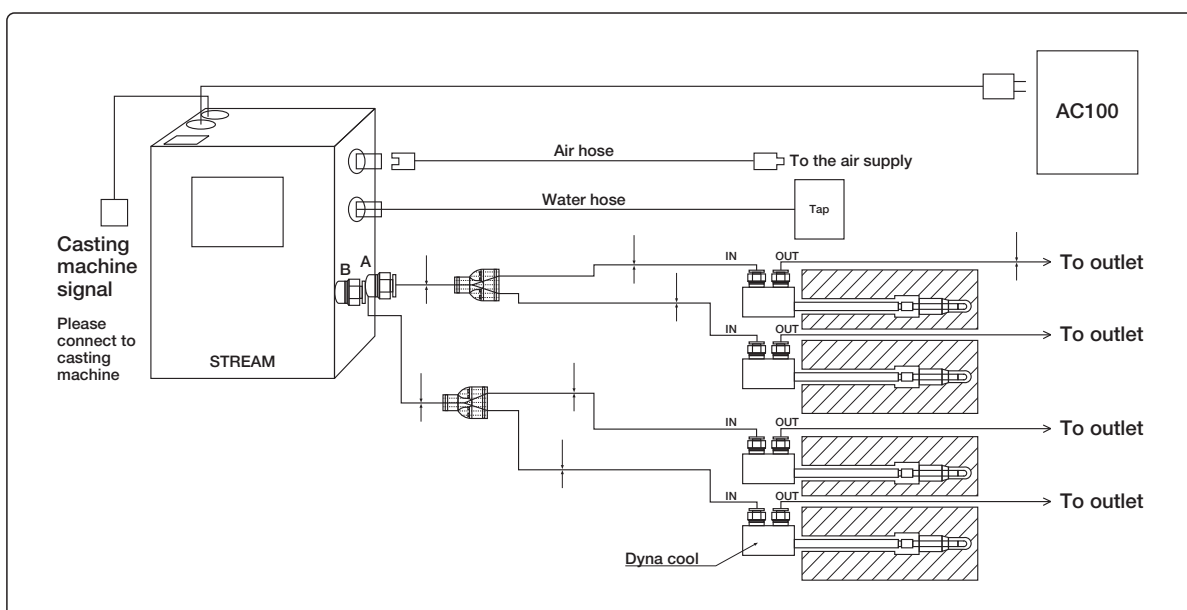 AC100
Air hose
To the air supply
Water hose
Tap
Casting
machine
signal
Please
connect to
casting
machine
STREAM
B
A
IN
OUT
To outlet
IN
OUT
To outlet
IN
OUT
To outlet
IN
OUT
To outlet
Dyna cool